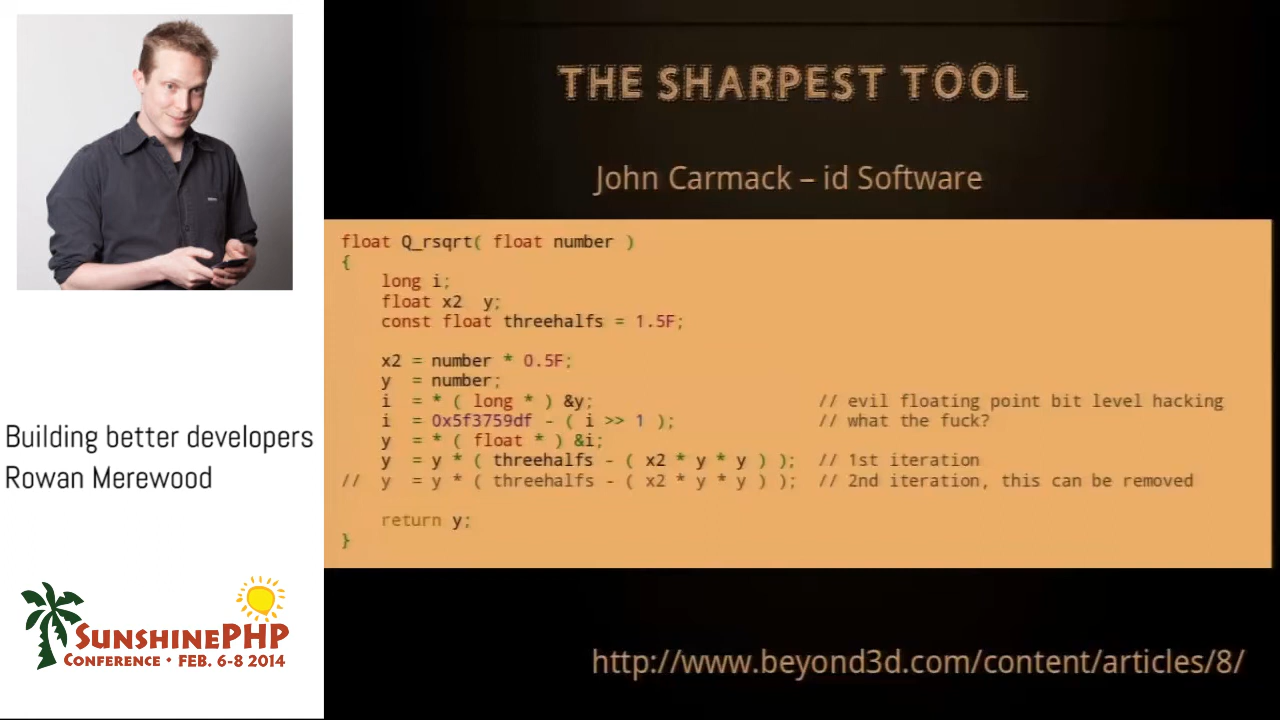 THE SHARPEST TOOL
John Carmack – id Software
float Q_rsqrt( float number )
{
    long i;
    float x2  y;
    const float threehalfs = 1.5F;

    x2 = number * 0.5F;
    y  = number;
    i  = * ( long * ) &y;                       // evil floating point bit level hacking
    i  = 0x5f3759df - ( i >> 1 );               // what the fuck?
    y  = * ( float * ) &i;
    y  = y * ( threehalfs - ( x2 * y * y ) );  // 1st iteration
//  y  = y * ( threehalfs - ( x2 * y * y ) );  // 2nd iteration, this can be removed

    return y;
}
http://www.beyond3d.com/content/articles/8/
Building better developers
Rowan Merewood
SUNSHINEPHP
CONFERENCE • FEB. 6-8 2014